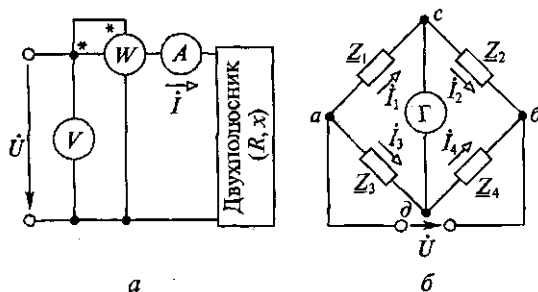 * * W A
İ
U̇
V
Двухполюсник
(R, x)
а
c
Z₁ Z₂
İ₁ İ₂
a Г б
İ₃ İ₄
Z₃ Z₄
д
U̇
б